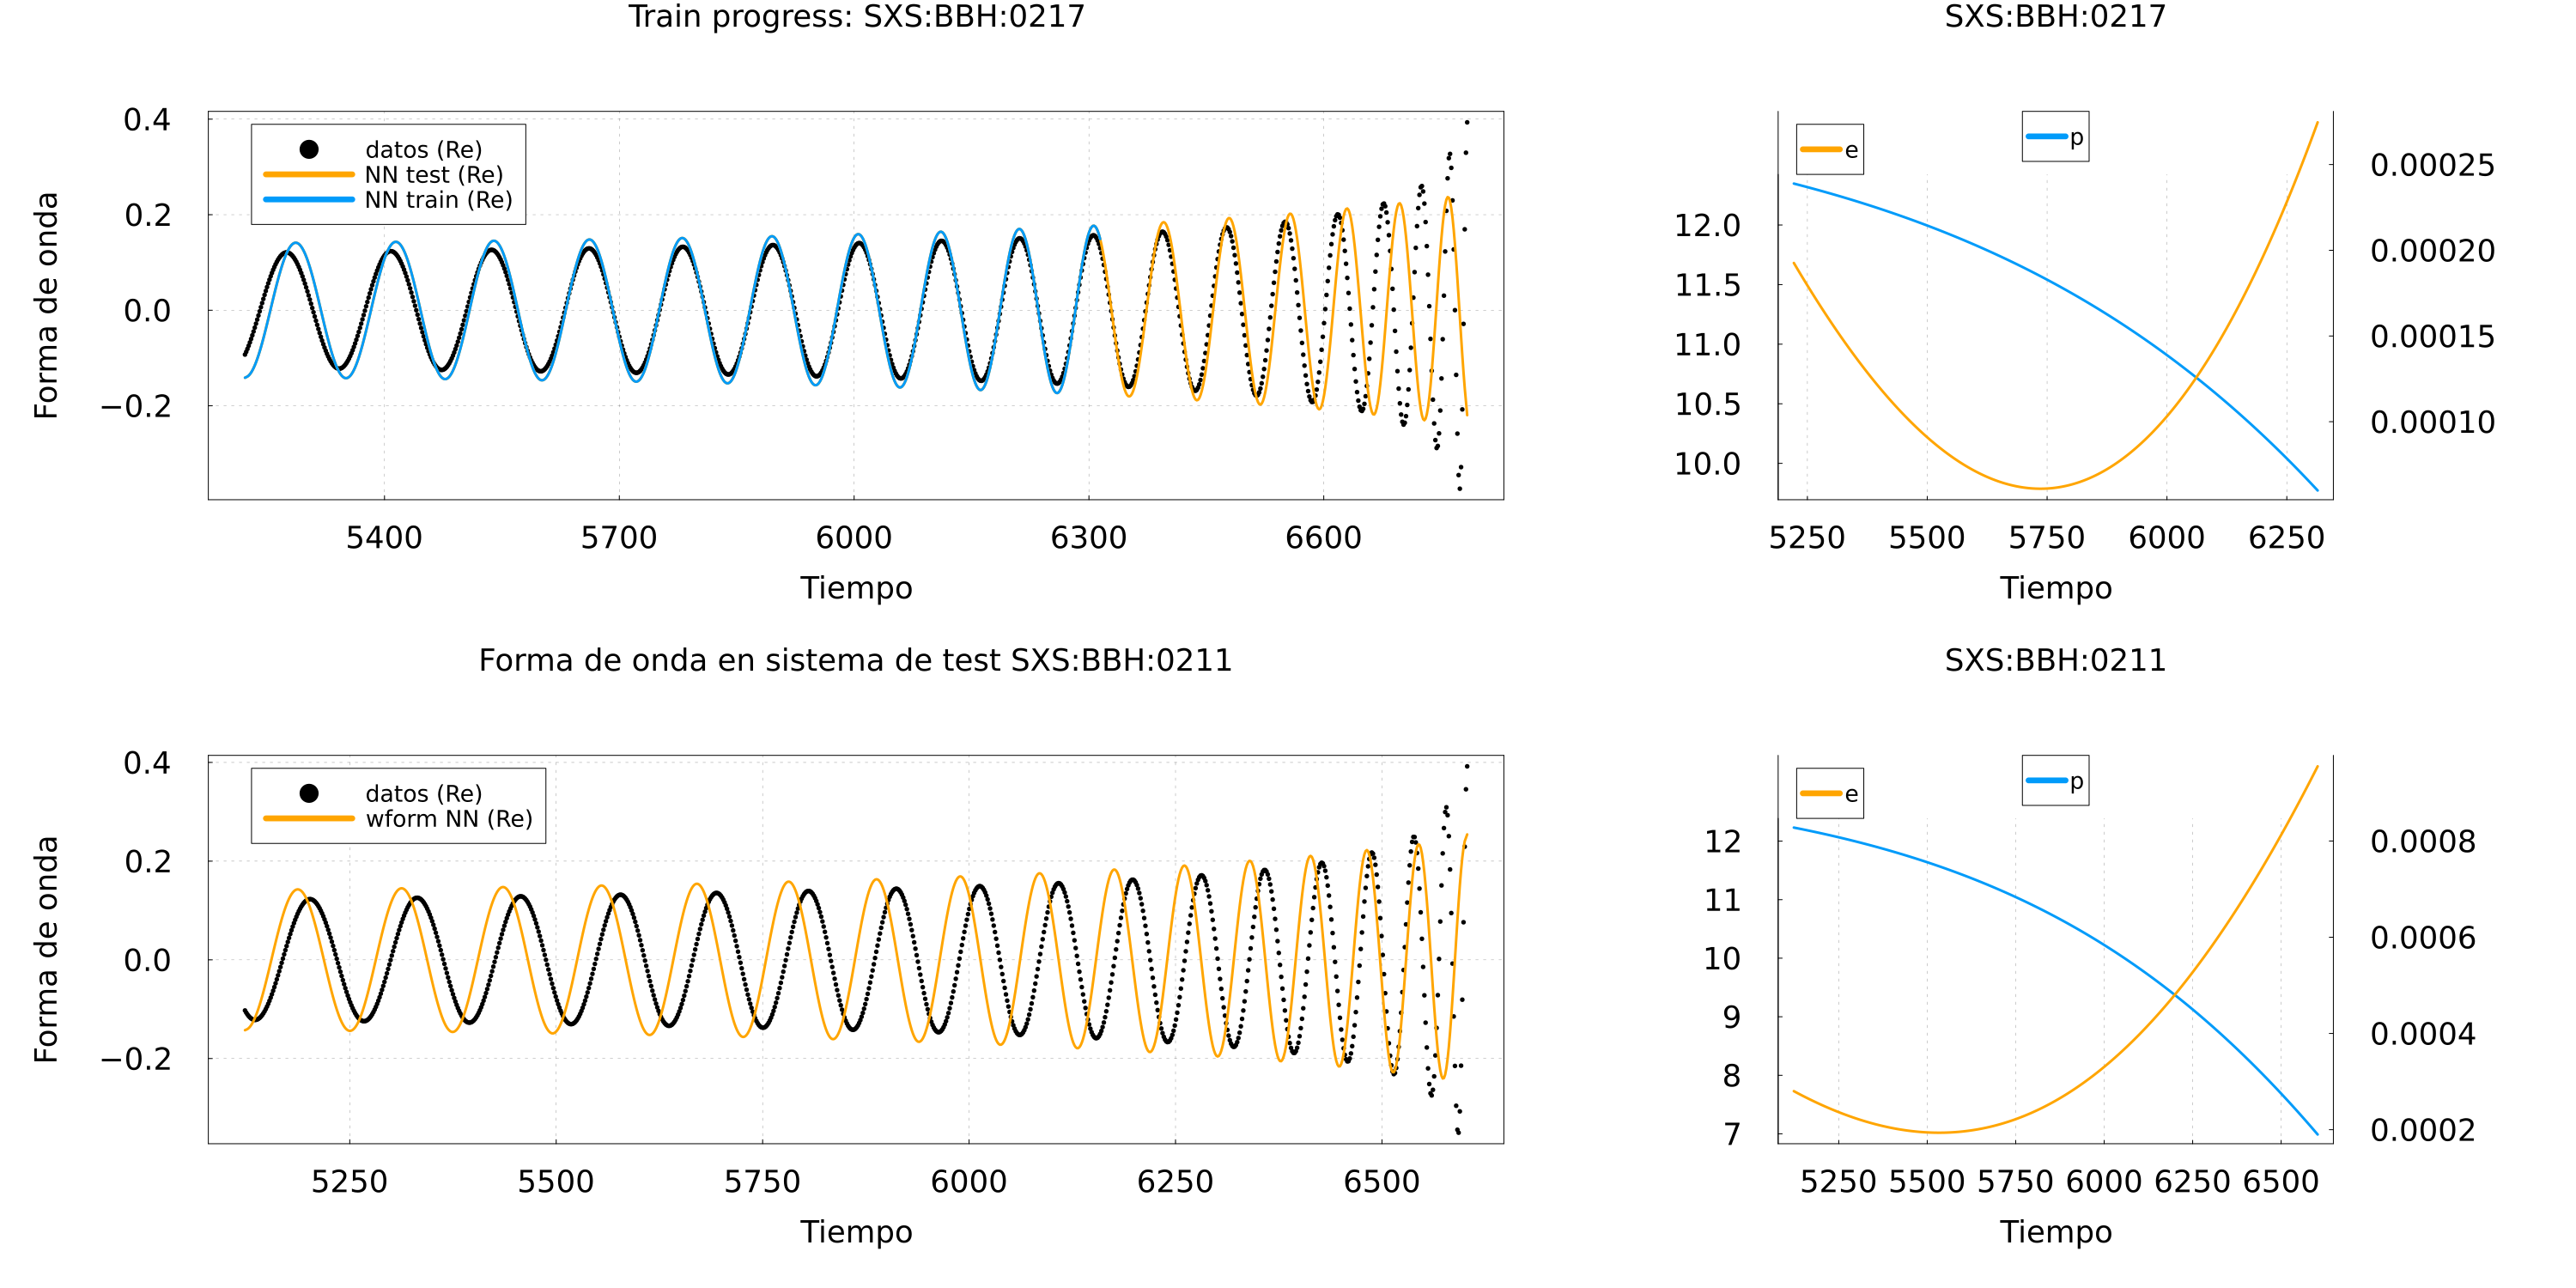 Train progress: SXS:BBH:0217
0.4
0.2
0.0
−0.2
Forma de onda
datos (Re)
NN test (Re)
NN train (Re)
5400 5700 6000 6300 6600
Tiempo
SXS:BBH:0217
e
p
12.0
11.5
11.0
10.5
10.0
0.00025
0.00020
0.00015
0.00010
5250 5500 5750 6000 6250
Tiempo
Forma de onda en sistema de test SXS:BBH:0211
0.4
0.2
0.0
−0.2
Forma de onda
datos (Re)
wform NN (Re)
5250 5500 5750 6000 6250 6500
Tiempo
SXS:BBH:0211
e
p
12
11
10
9
8
7
0.0008
0.0006
0.0004
0.0002
5250 5500 5750 6000 6250 6500
Tiempo